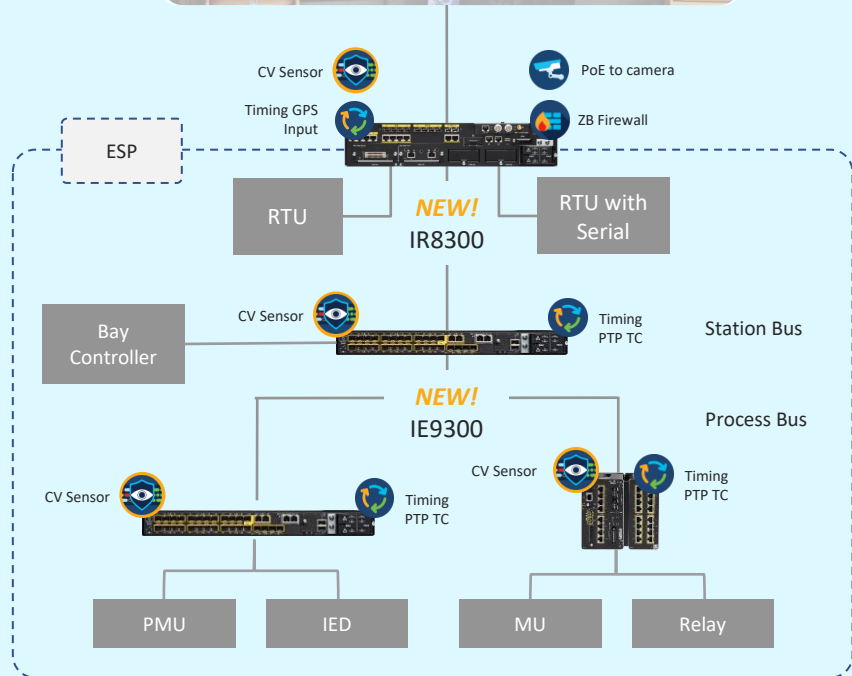 CV Sensor
PoE to camera
Timing GPS
Input
ZB Firewall
ESP
RTU
NEW!
IR8300
RTU with
Serial
CV Sensor
Timing
PTP TC
Station Bus
Bay
Controller
NEW!
IE9300
Process Bus
CV Sensor
Timing
PTP TC
CV Sensor
Timing
PTP TC
PMU
IED
MU
Relay